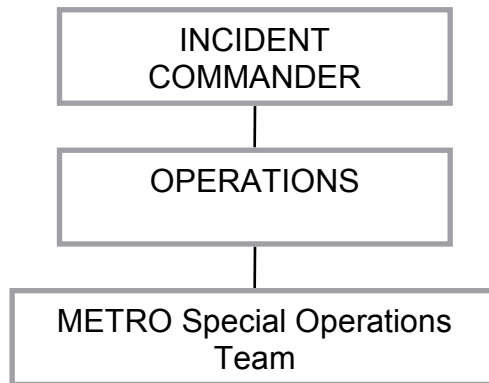 INCIDENT
COMMANDER
OPERATIONS
METRO Special Operations
Team